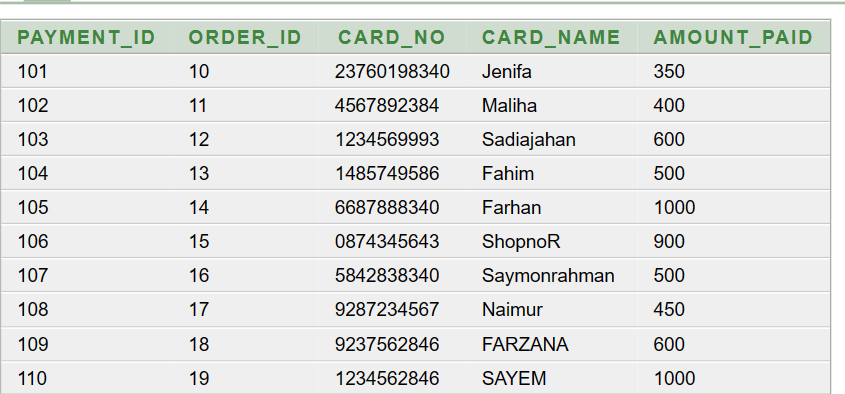 PAYMENT_ID ORDER_ID CARD_NO CARD_NAME AMOUNT_PAID
101 10 23760198340 Jenifa 350
102 11 4567892384 Maliha 400
103 12 1234569993 Sadiajahan 600
104 13 1485749586 Fahim 500
105 14 6687888340 Farhan 1000
106 15 0874345643 ShopnoR 900
107 16 5842838340 Saymonrahman 500
108 17 9287234567 Naimur 450
109 18 9237562846 FARZANA 600
110 19 1234562846 SAYEM 1000